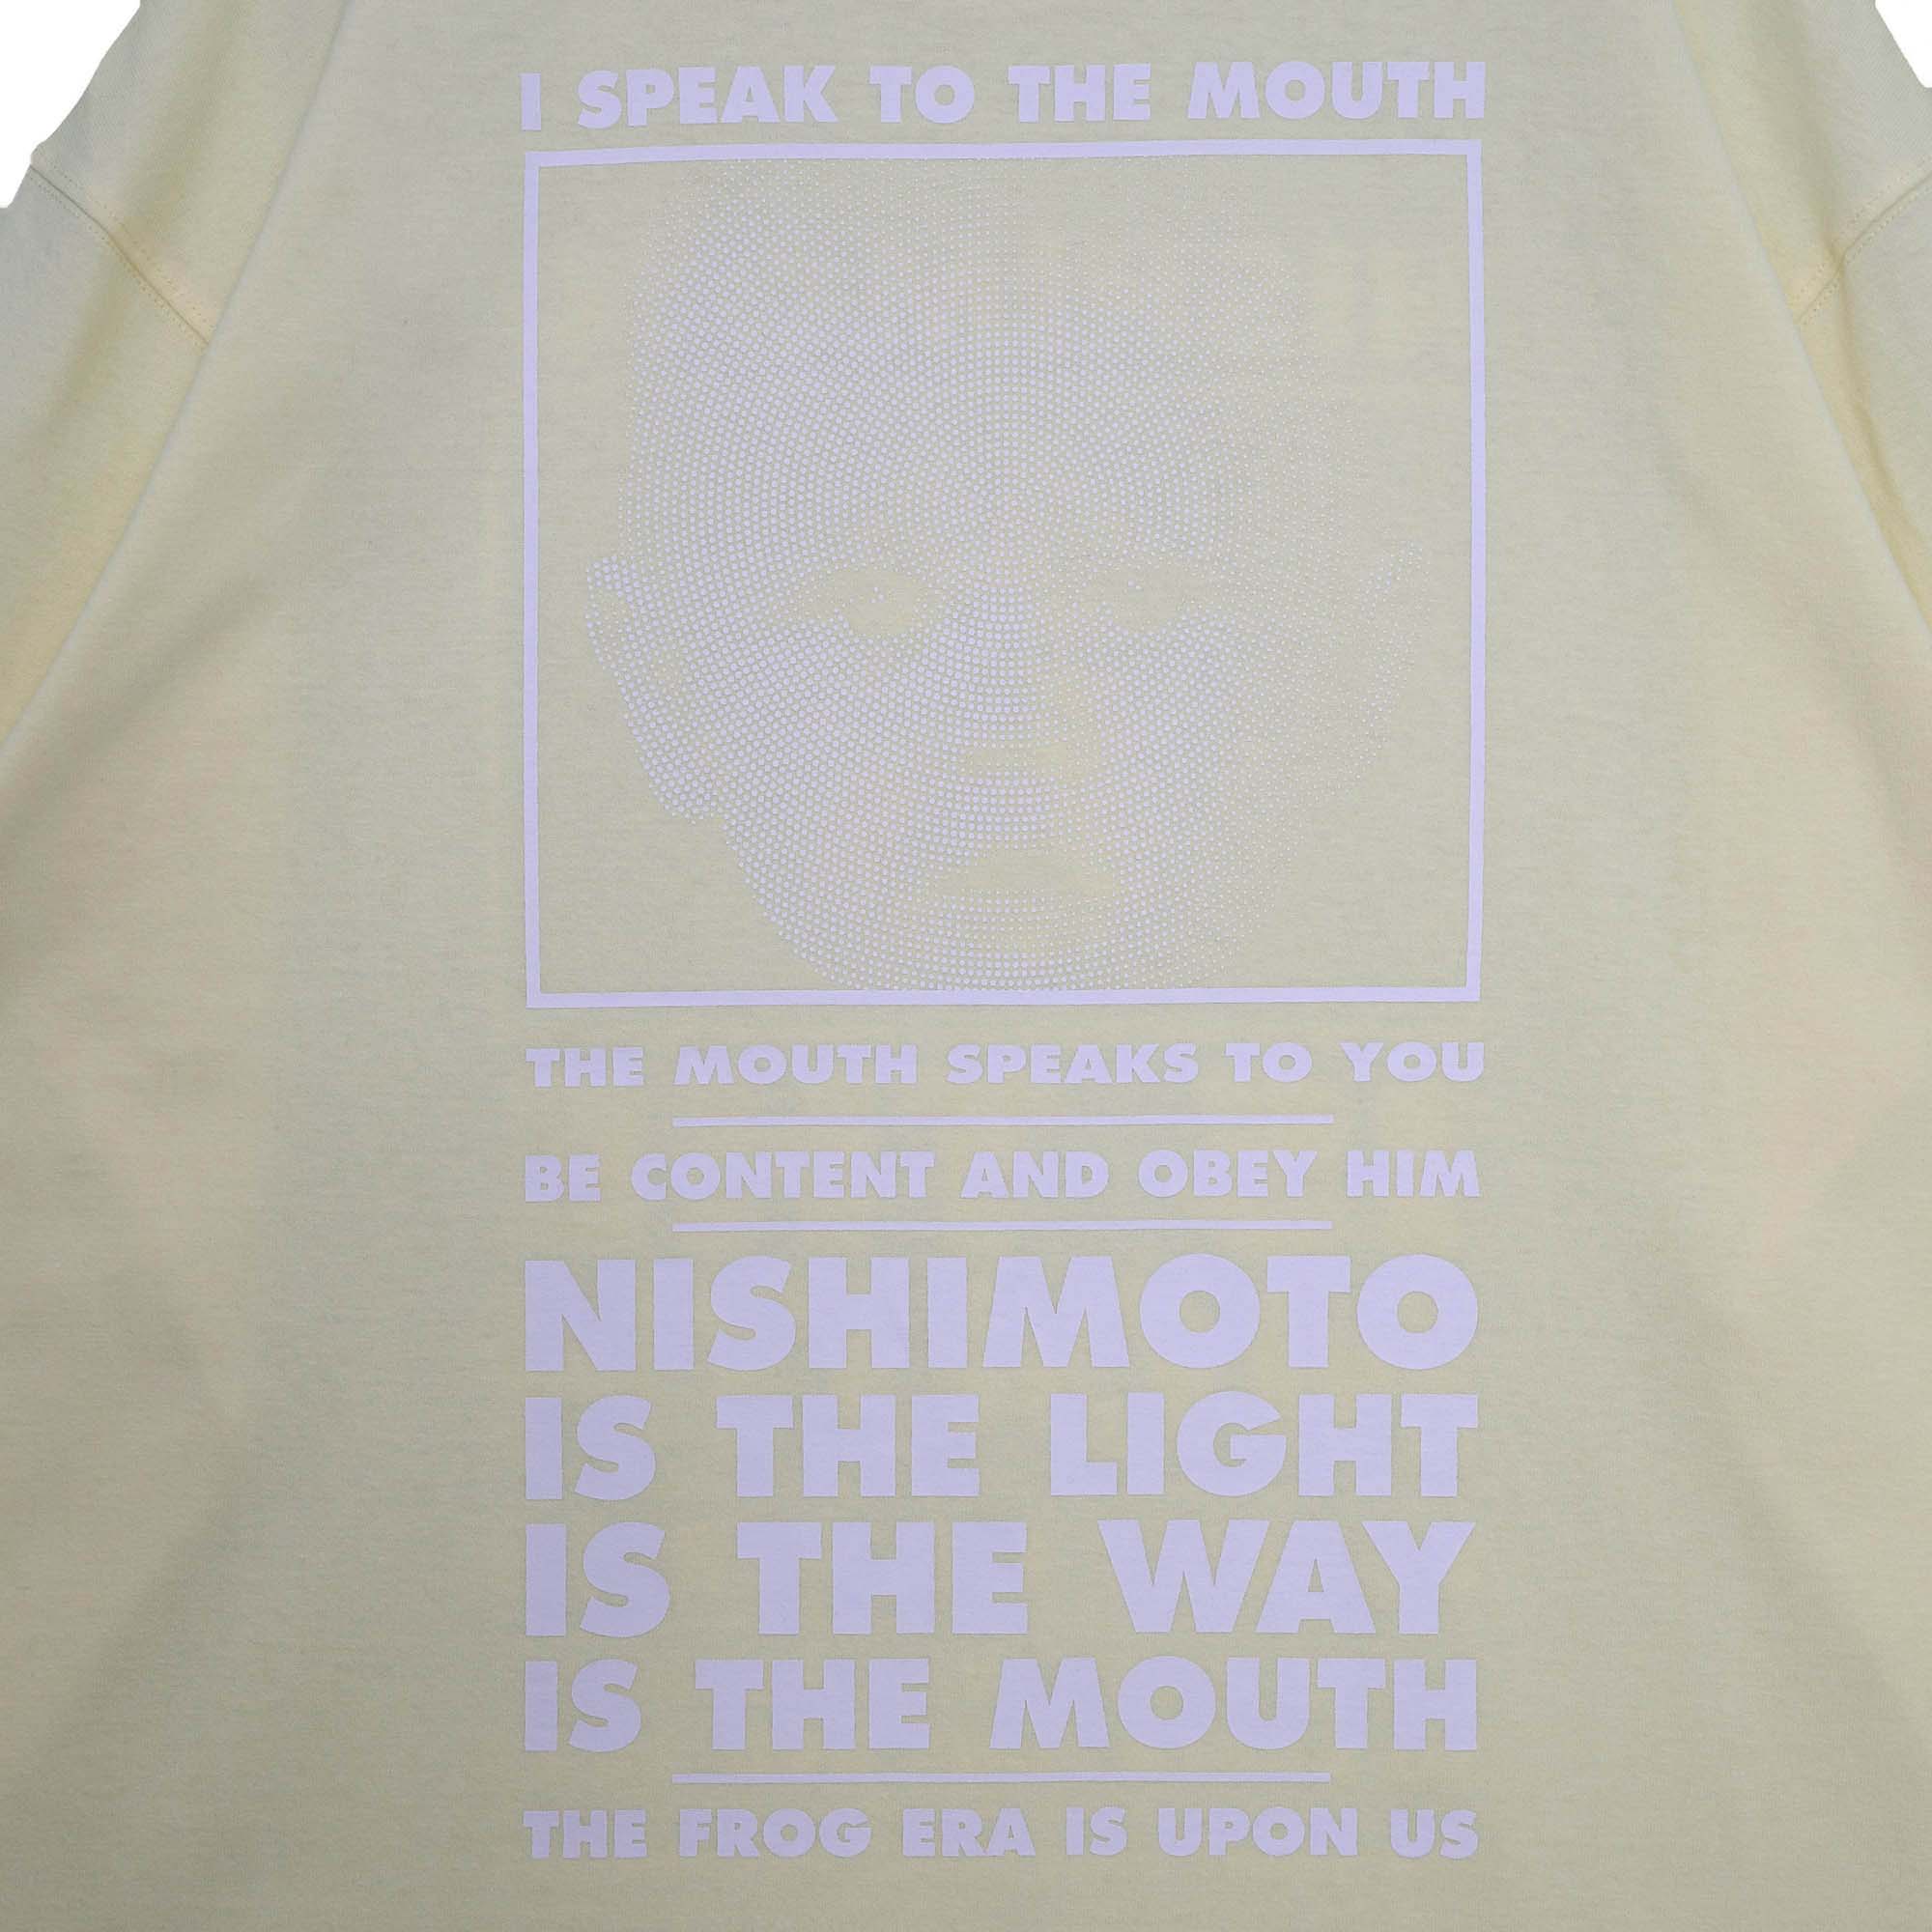 I SPEAK TO THE MOUTH
THE MOUTH SPEAKS TO YOU
BE CONTENT AND OBEY HIM
NISHIMOTO
IS THE LIGHT
IS THE WAY
IS THE MOUTH
THE FROG ERA IS UPON US